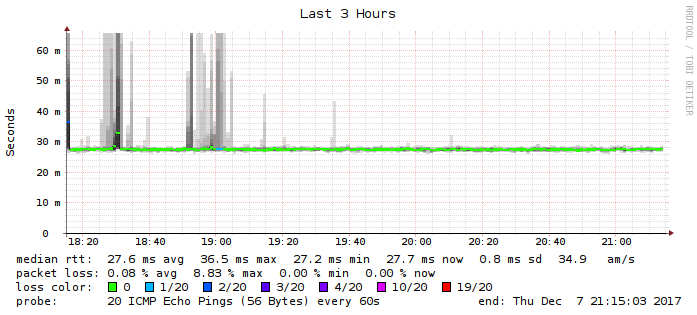 Last 3 Hours
RRDTOOL / TOBI OETIKER
Seconds
60 m
50 m
40 m
30 m
20 m
10 m
0
18:20 18:40 19:00 19:20 19:40 20:00 20:20 20:40 21:00
median rtt: 27.6 ms avg 36.5 ms max 27.2 ms min 27.7 ms now 0.8 ms sd 34.9 am/s
packet loss: 0.08 % avg 8.83 % max 0.00 % min 0.00 % now
loss color: 0 1/20 2/20 3/20 4/20 10/20 19/20
probe: 20 ICMP Echo Pings (56 Bytes) every 60s end: Thu Dec 7 21:15:03 2017